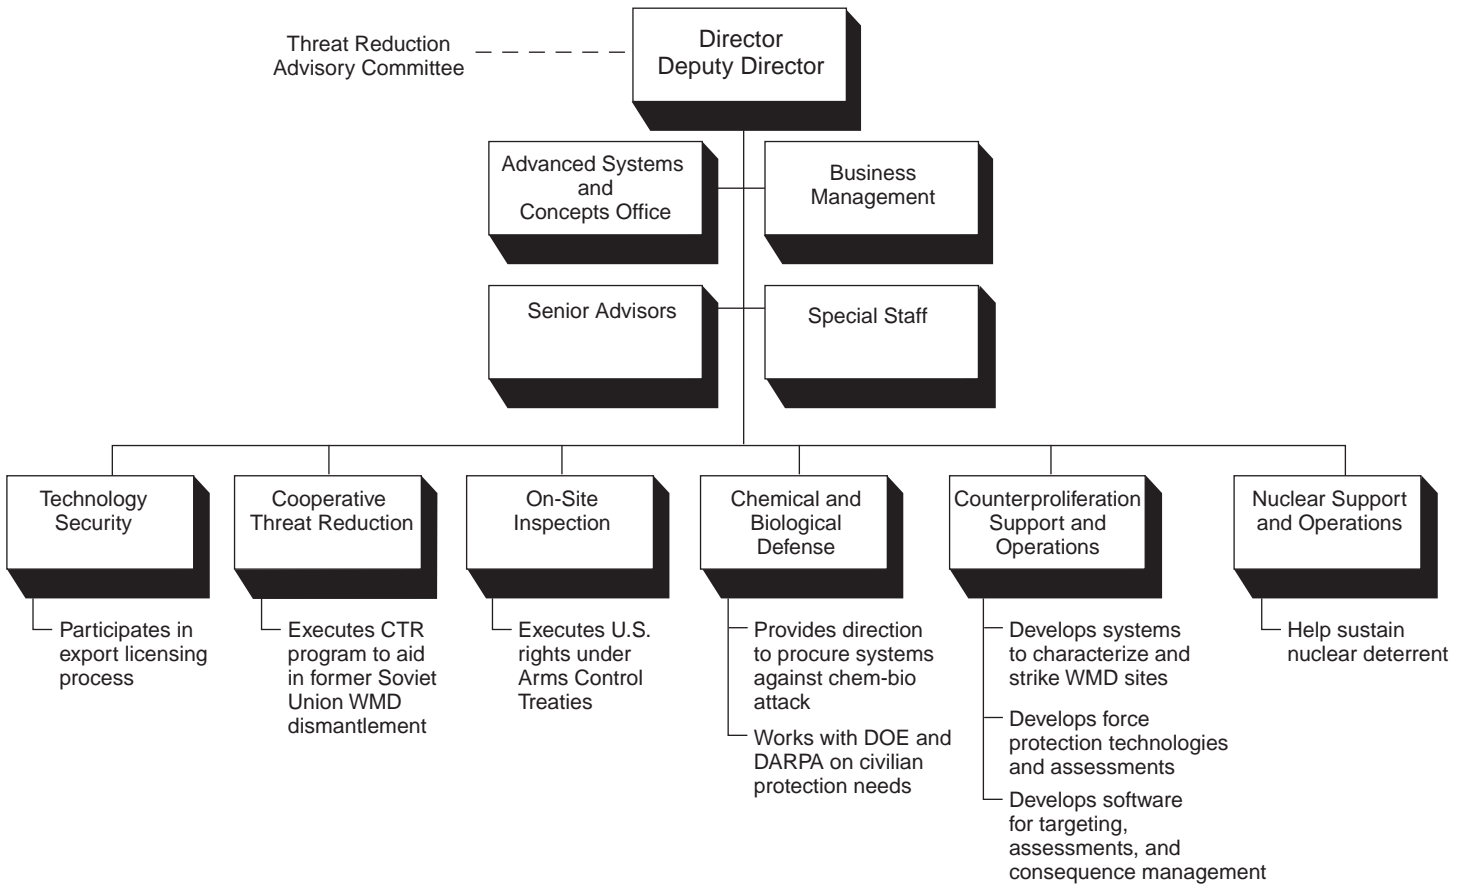 Threat Reduction
Advisory Committee
Director
Deputy Director
Advanced Systems
and
Concepts Office
Business
Management
Senior Advisors
Special Staff
Technology
Security
Cooperative
Threat Reduction
On-Site
Inspection
Chemical and
Biological
Defense
Counterproliferation
Support and
Operations
Nuclear Support
and Operations
Participates in
export licensing
process
Executes CTR
program to aid
in former Soviet
Union WMD
dismantlement
Executes U.S.
rights under
Arms Control
Treaties
Provides direction
to procure systems
against chem-bio
attack
Works with DOE and
DARPA on civilian
protection needs
Develops systems
to characterize and
strike WMD sites
Develops force
protection technologies
and assessments
Develops software
for targeting,
assessments, and
consequence management
Help sustain
nuclear deterrent